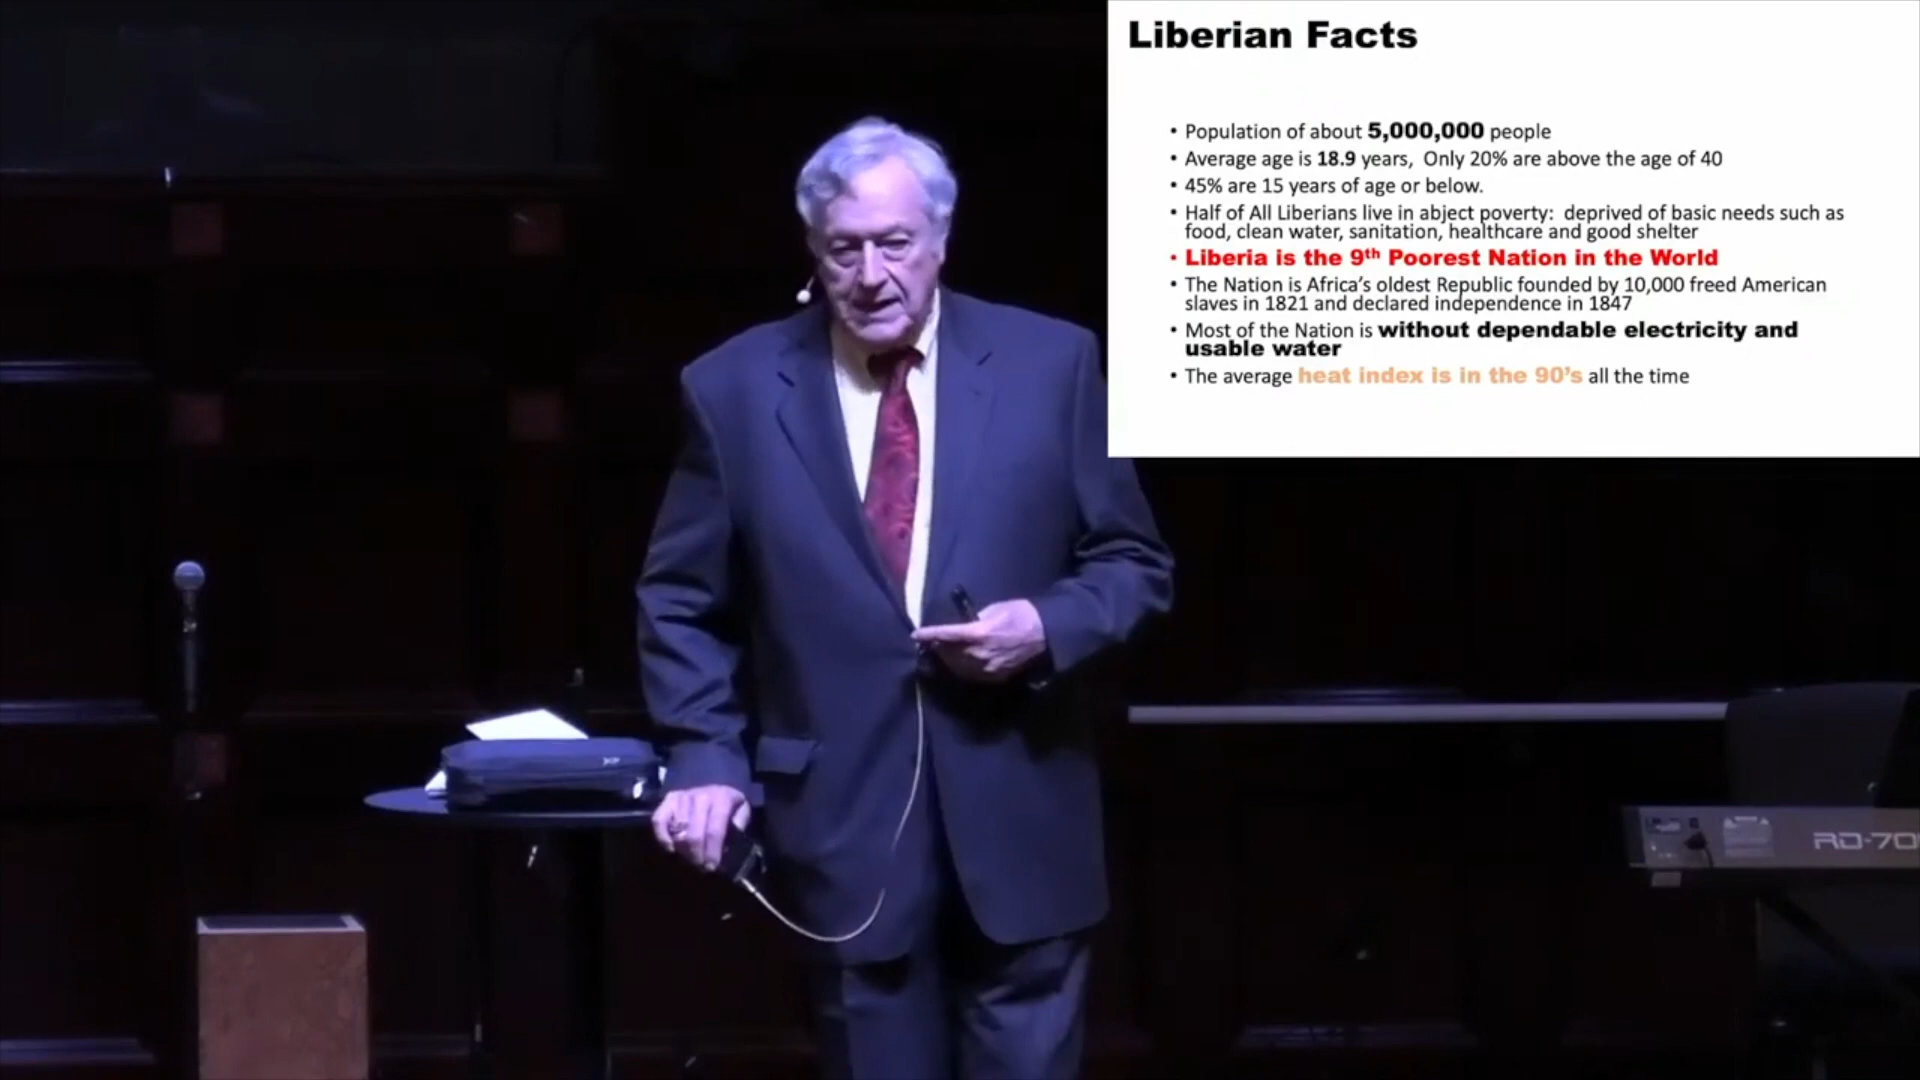 Liberian Facts
• Population of about 5,000,000 people
• Average age is 18.9 years, Only 20% are above the age of 40
• 45% are 15 years of age or below.
• Half of All Liberians live in abject poverty: deprived of basic needs such as
food, clean water, sanitation, healthcare and good shelter
• Liberia is the 9th Poorest Nation in the World
• The Nation is Africa's oldest Republic founded by 10,000 freed American
slaves in 1821 and declared independence in 1847
• Most of the Nation is without dependable electricity and
usable water
• The average heat index is in the 90's all the time
RD-70